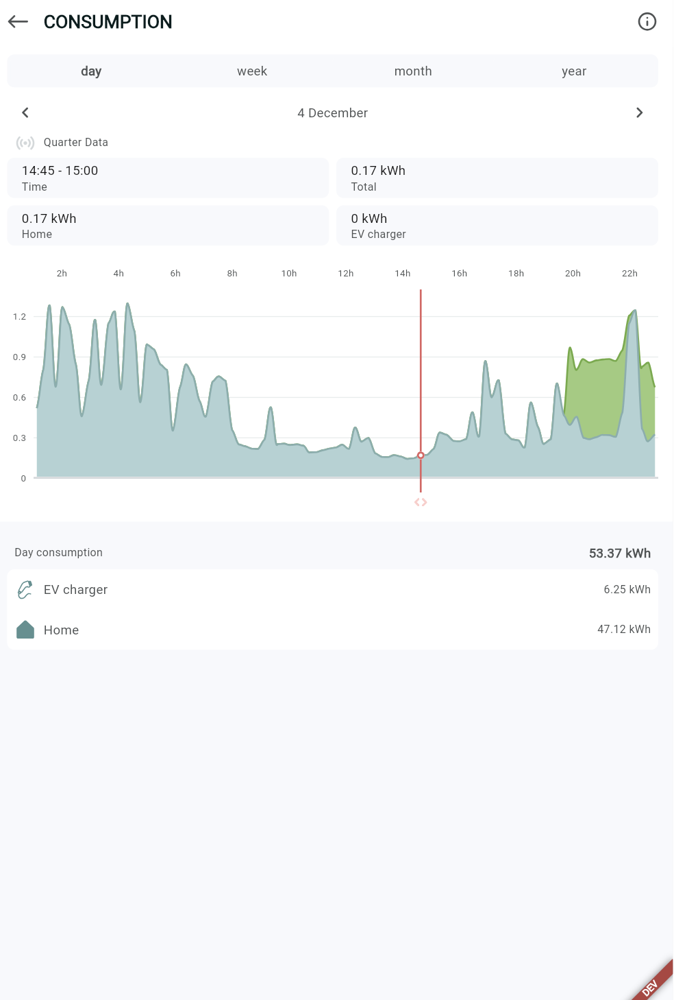 CONSUMPTION
day week month year
4 December
Quarter Data
14:45 - 15:00
Time
0.17 kWh
Total
0.17 kWh
Home
0 kWh
EV charger
2h 4h 6h 8h 10h 12h 14h 16h 18h 20h 22h
1.2
0.9
0.6
0.3
0
Day consumption 53.37 kWh
EV charger 6.25 kWh
Home 47.12 kWh
DEV